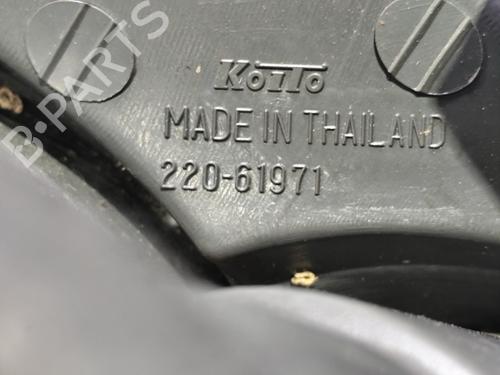 B-PARTS
KOITO
MADE IN THAILAND
220-61971